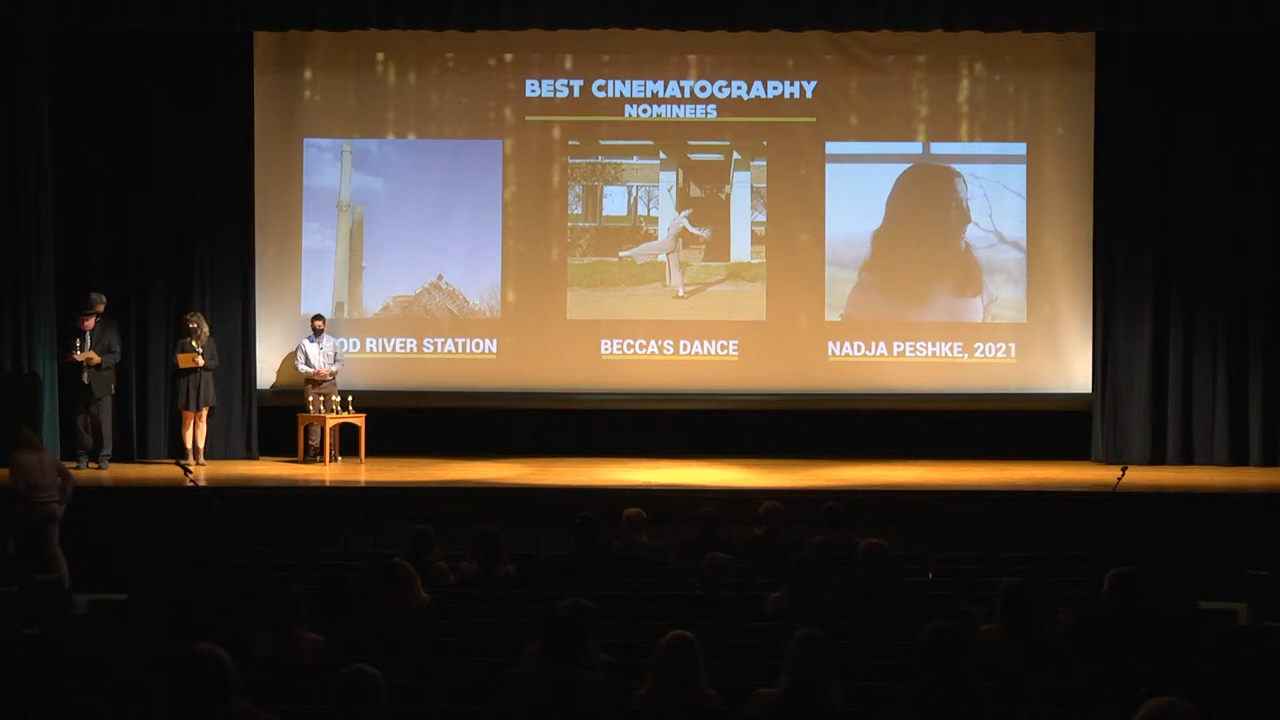 BEST CINEMATOGRAPHY
NOMINEES
OD RIVER STATION
BECCA'S DANCE
NADJA PESHKE, 2021